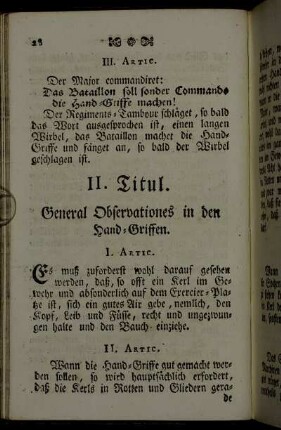 28
III. Artic.
Der Major commandiret:
Das Bataillon soll sonder Commando
die Hand-Griffe machen!
Der Regiments-Tambour schläget, so bald
das Wort ausgesprochen ist, einen langen
Wirbel, das Bataillon machet die Hand-
Griffe und fänget an, so bald der Wirbel
geschlagen ist.
II. Titul.
General Observationes in den
Hand-Griffen.
I. Artic.
Es muß zuforderst wohl darauf gesehen
werden, daß, so offt ein Kerl im Ge-
wehr und absonderlich auf dem Exercier-Pla-
tze ist, sich ein gutes Air gebe, nemlich, den
Kopf, Leib und Füsse, recht und ungezwun-
gen halte und den Bauch einziehe.
II. Artic.
Wann die Hand-Griffe gut gemacht wer-
den sollen, so wird hauptsächlich erfordert,
daß die Kerls in Rotten und Gliedern gera-
de